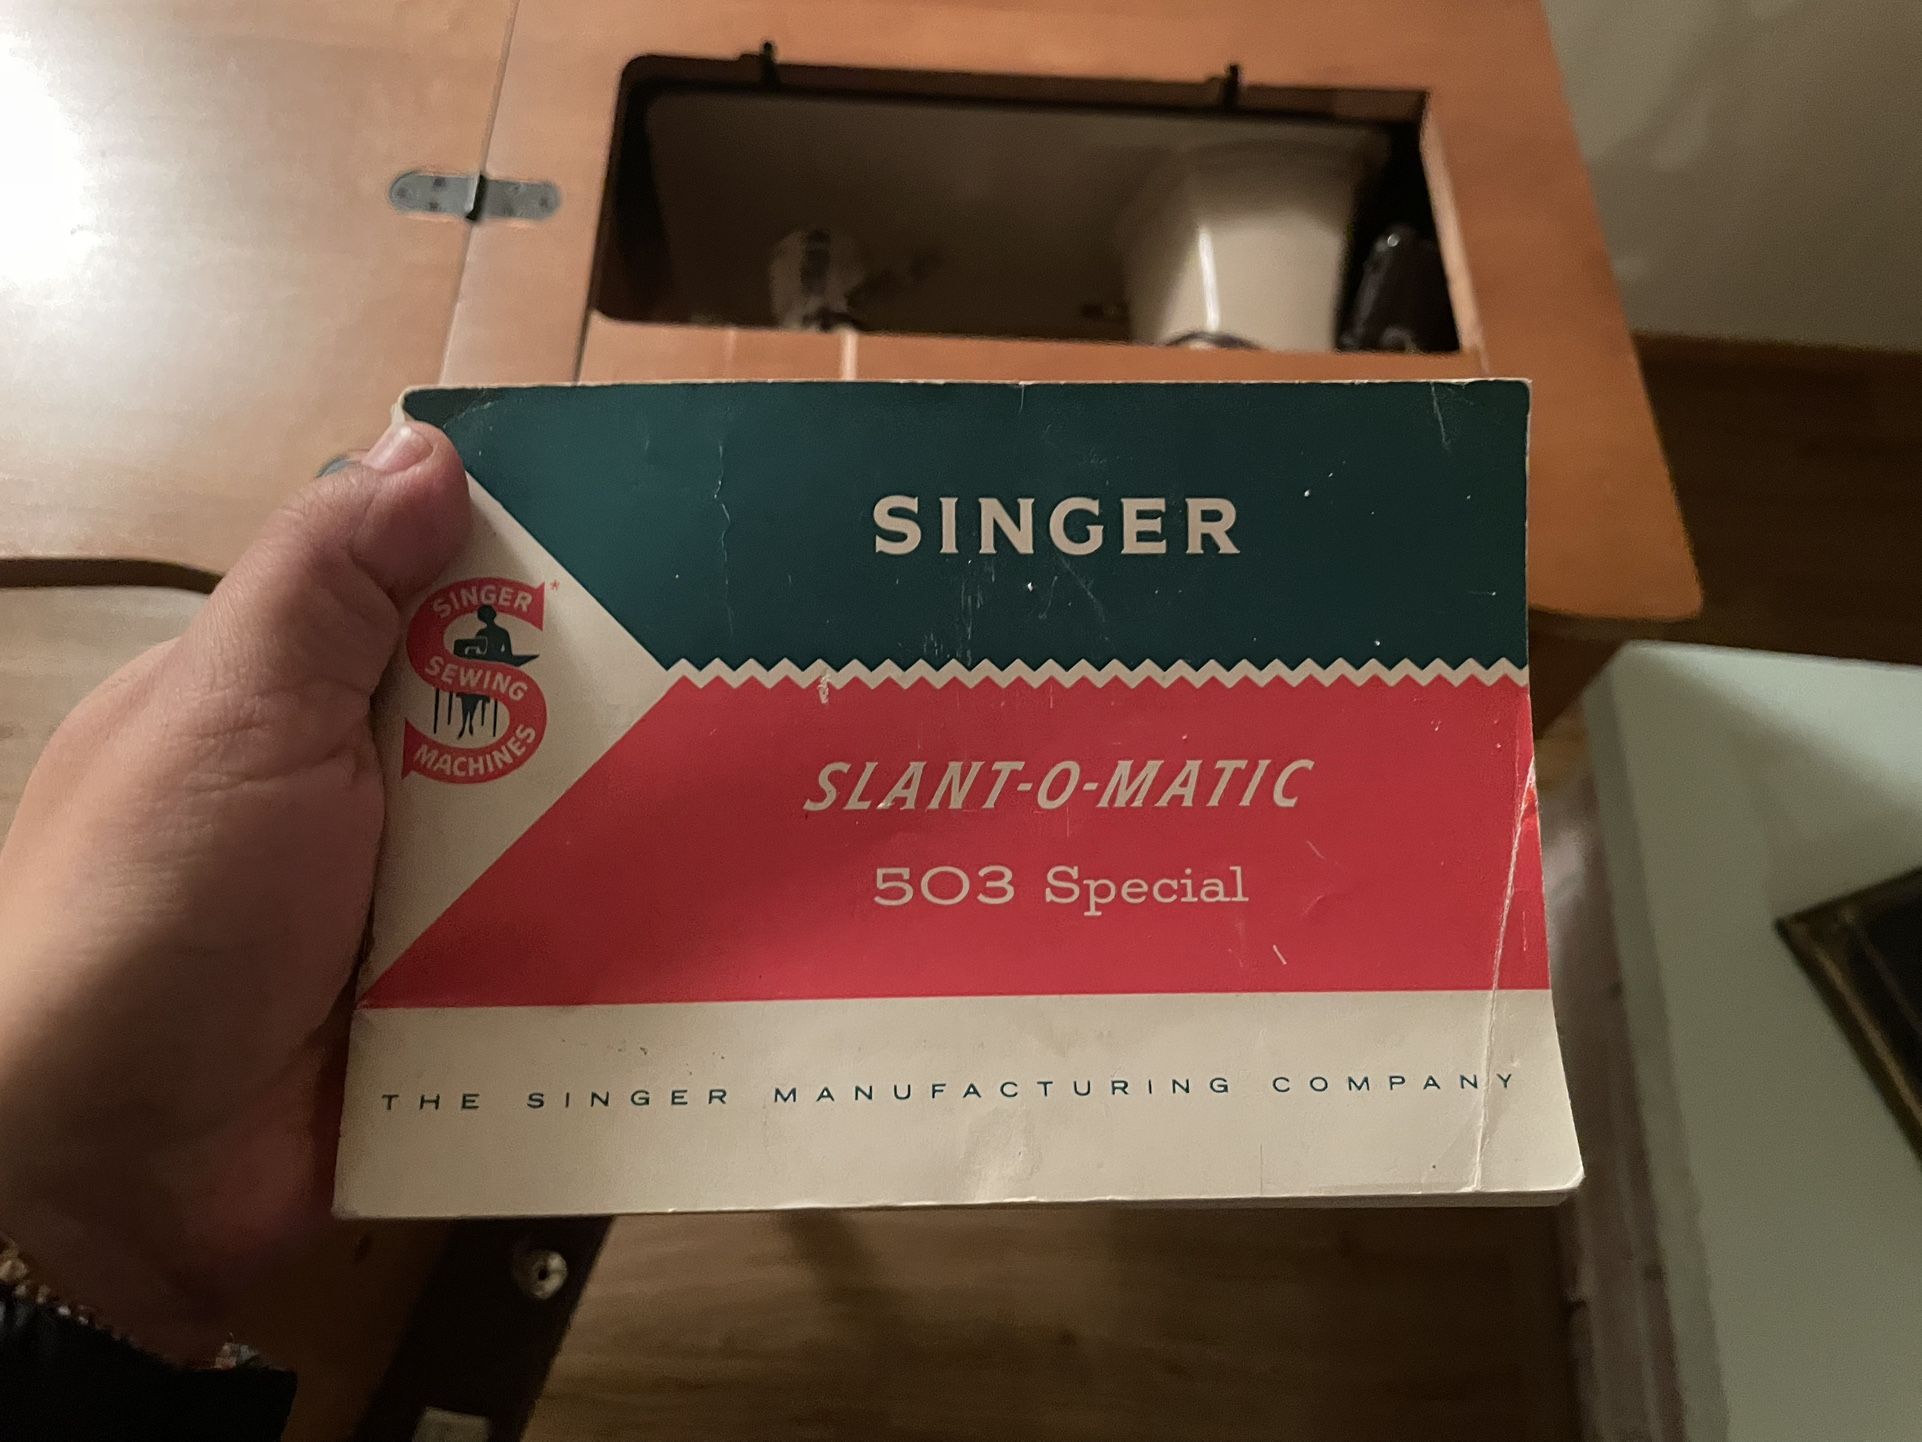 SINGER
SINGER*
SEWING
MACHINES
SLANT-O-MATIC
503 Special
THE SINGER MANUFACTURING COMPANY